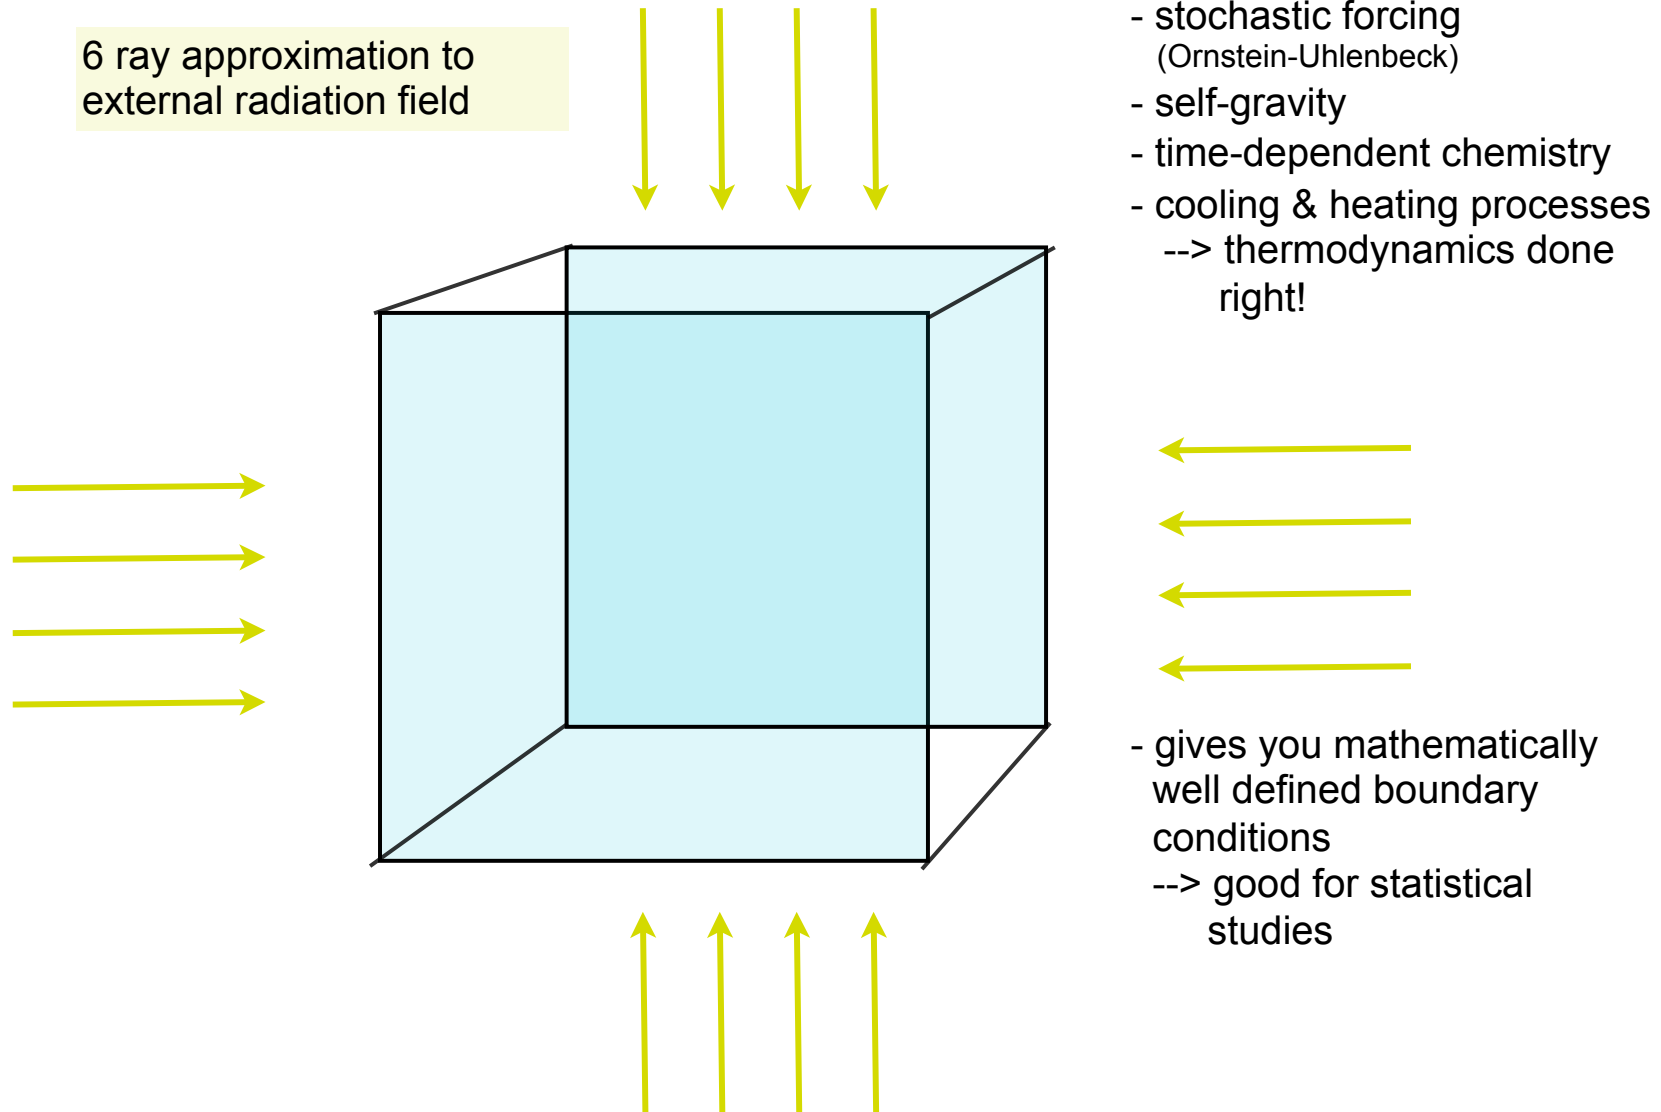 6 ray approximation to
external radiation field
- stochastic forcing
(Ornstein-Uhlenbeck)
- self-gravity
- time-dependent chemistry
- cooling & heating processes
--> thermodynamics done
right!
- gives you mathematically
well defined boundary
conditions
--> good for statistical
studies